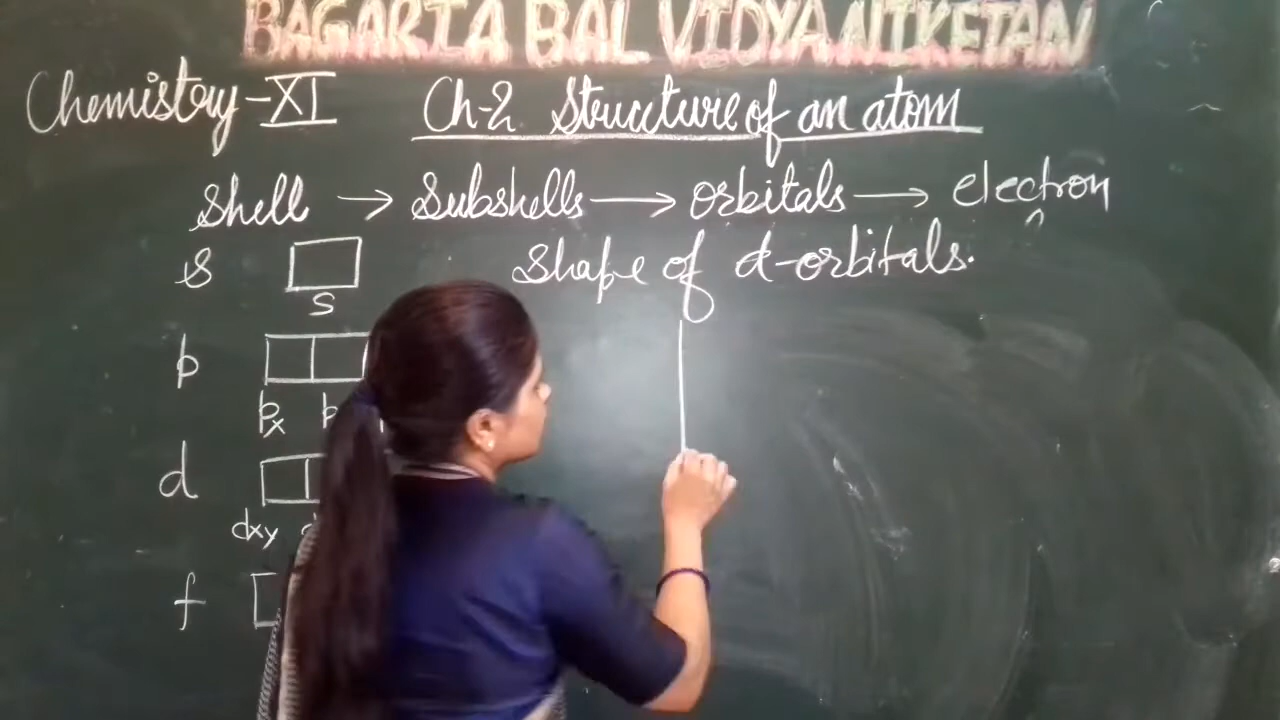 BAGARIA BAL VIDYA NIKETAN
Chemistry - XI Ch-2 Structure of an atom
Shell → Subshells → orbitals → electron
s Shape of d-orbitals.
s
p
px
d
dxy
f